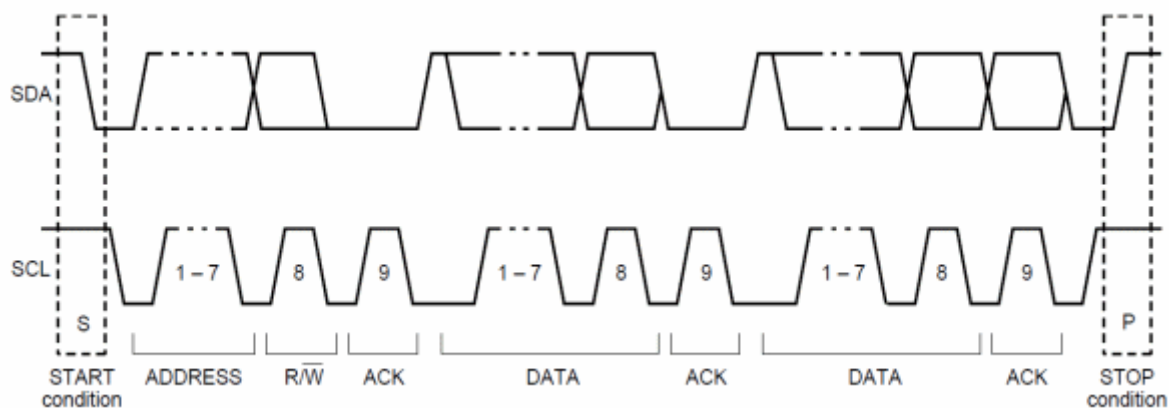 SDA
SCL
1 – 7 8 9 1 – 7 8 9 1 – 7 8 9
S P
START condition ADDRESS R/W̅ ACK DATA ACK DATA ACK STOP condition